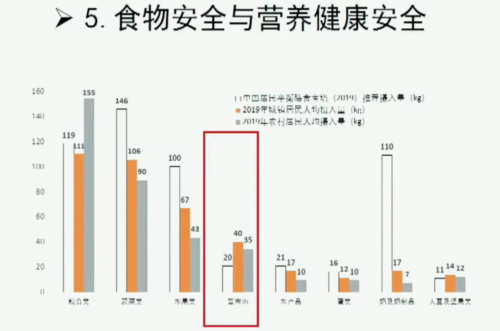 ➢ 5. 食物安全与营养健康安全
中国居民平衡膳食宝塔（2019）推荐摄入量（kg）
2019年城镇居民人均摄入量（kg）
2019年农村居民人均摄入量（kg）
160
140
120
100
80
60
40
20
0
119 111 155
146 106 90
100 67 43
20 40 35
21 17 10
16 12 10
110 17 7
11 14 12
粮食类 蔬菜类 水果类 畜禽肉 水产品 蛋类 奶及奶制品 大豆及坚果类